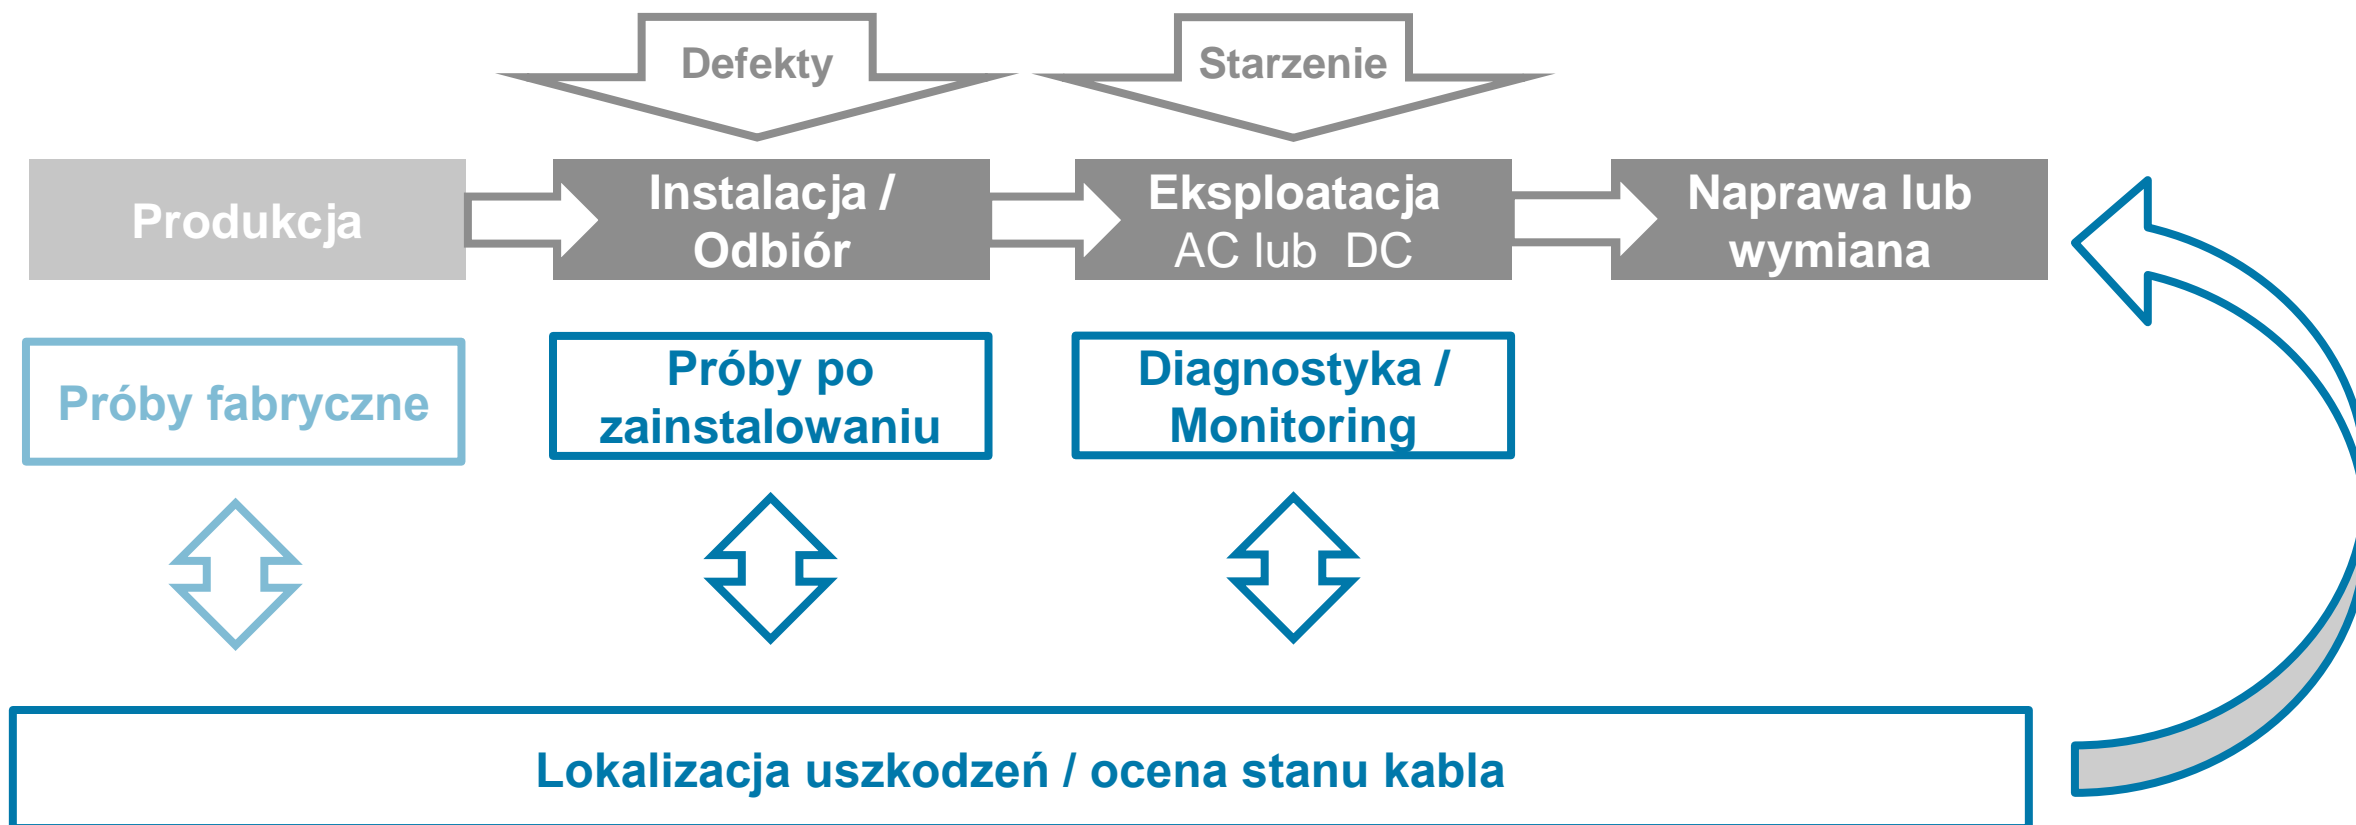 Defekty
Starzenie
Produkcja
Instalacja /
Odbiór
Eksploatacja
AC lub  DC
Naprawa lub
wymiana
Próby fabryczne
Próby po
zainstalowaniu
Diagnostyka /
Monitoring
Lokalizacja uszkodzeń / ocena stanu kabla